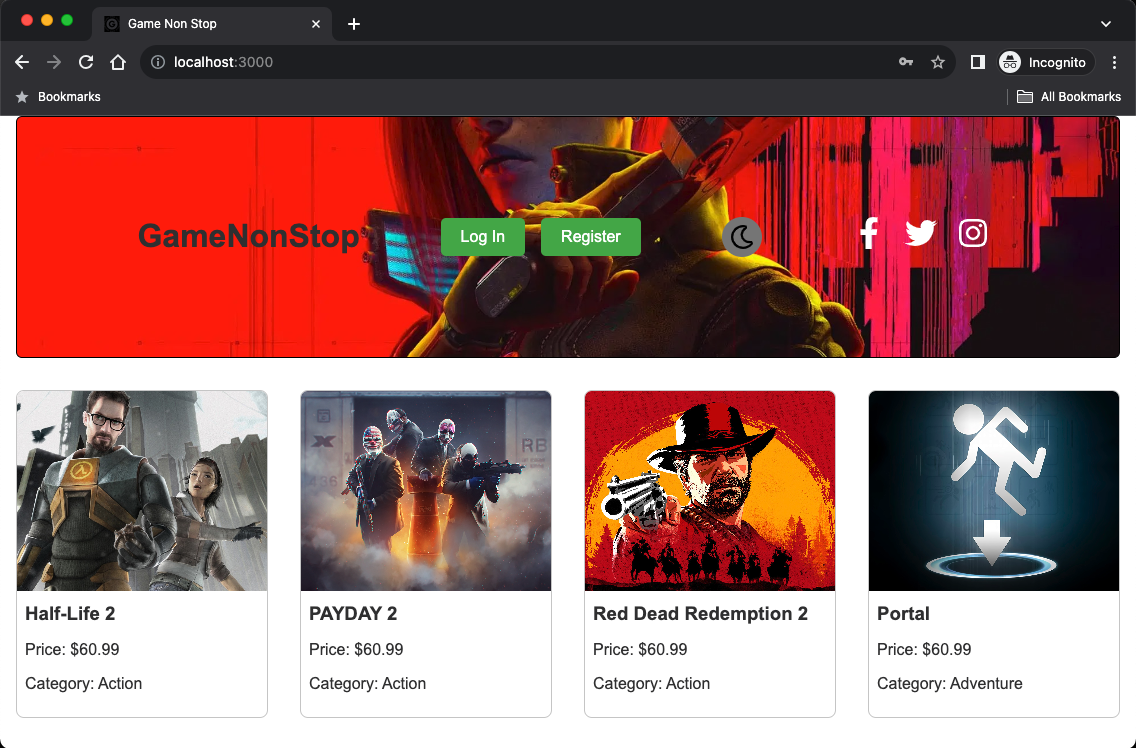 Game Non Stop
localhost:3000
Incognito
Bookmarks
All Bookmarks
GameNonStop
Log In
Register
RB
Half-Life 2
Price: $60.99
Category: Action
PAYDAY 2
Price: $60.99
Category: Action
Red Dead Redemption 2
Price: $60.99
Category: Action
Portal
Price: $60.99
Category: Adventure